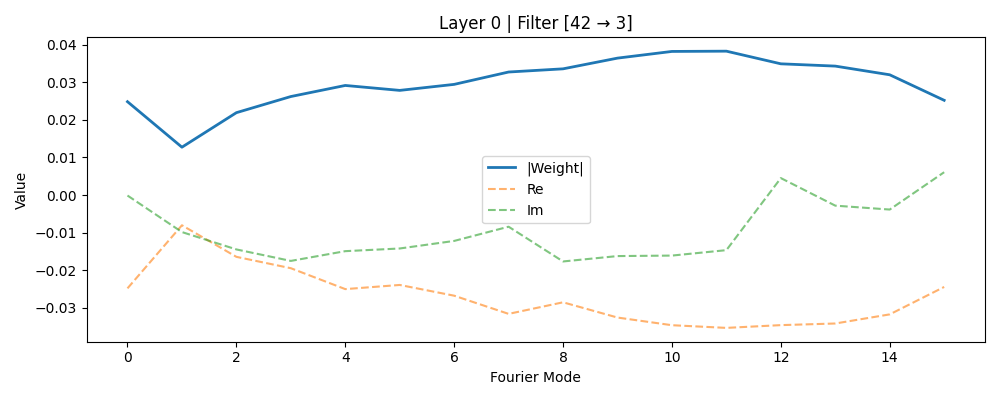 Layer 0 | Filter [42 → 3]
Value
0.04
0.03
0.02
0.01
0.00
−0.01
−0.02
−0.03
|Weight|
Re
Im
0 2 4 6 8 10 12 14
Fourier Mode